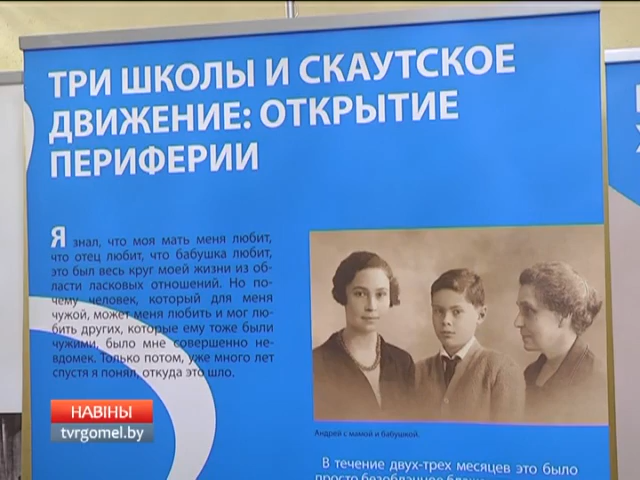 ТРИ ШКОЛЫ И СКАУТСКОЕ
ДВИЖЕНИЕ: ОТКРЫТИЕ
ПЕРИФЕРИИ
Я знал, что моя мать меня любит,
что отец любит, что бабушка любит,
это был весь круг моей жизни из об-
ласти ласковых отношений. Но по-
чему человек, который для меня
чужой, может меня любить и мог лю-
бить других, которые ему тоже были
чужими, было мне совершенно не-
вдомек. Только потом, уже много лет
спустя я понял, откуда это шло.
Андрей с мамой и бабушкой.
В течение двух-трех месяцев это было
НАВІНЫ
tvrgomel.by